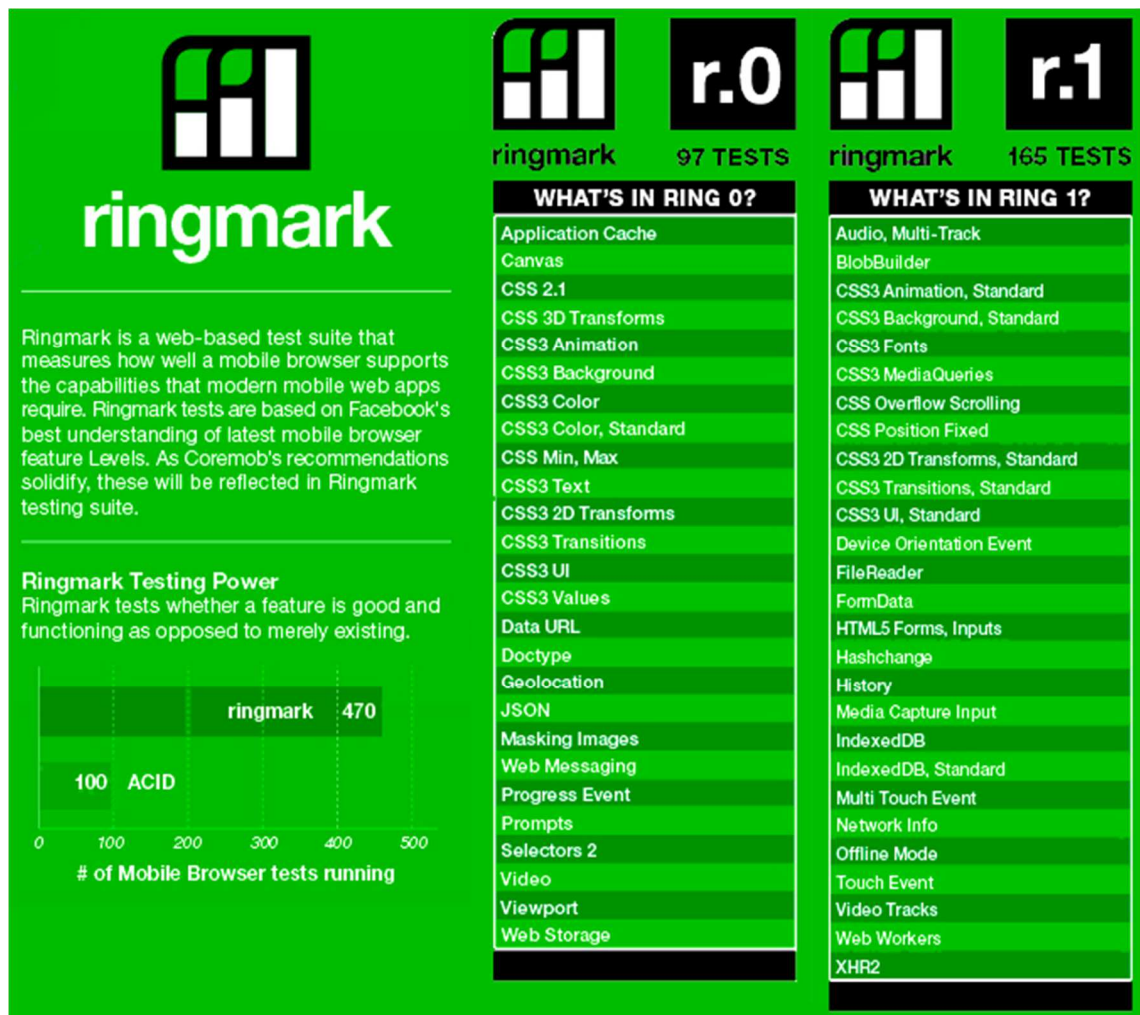 ringmark
Ringmark is a web-based test suite that
measures how well a mobile browser supports
the capabilities that modern mobile web apps
require. Ringmark tests are based on Facebook's
best understanding of latest mobile browser
feature Levels. As Coremob's recommendations
solidify, these will be reflected in Ringmark
testing suite.
Ringmark Testing Power
Ringmark tests whether a feature is good and
functioning as opposed to merely existing.
ringmark 470
100 ACID
0 100 200 300 400 500
# of Mobile Browser tests running
r.0
ringmark 97 TESTS
WHAT'S IN RING 0?
Application Cache
Canvas
CSS 2.1
CSS 3D Transforms
CSS3 Animation
CSS3 Background
CSS3 Color
CSS3 Color, Standard
CSS Min, Max
CSS3 Text
CSS3 2D Transforms
CSS3 Transitions
CSS3 UI
CSS3 Values
Data URL
Doctype
Geolocation
JSON
Masking Images
Web Messaging
Progress Event
Prompts
Selectors 2
Video
Viewport
Web Storage
r.1
ringmark 165 TESTS
WHAT'S IN RING 1?
Audio, Multi-Track
BlobBuilder
CSS3 Animation, Standard
CSS3 Background, Standard
CSS3 Fonts
CSS3 MediaQueries
CSS Overflow Scrolling
CSS Position Fixed
CSS3 2D Transforms, Standard
CSS3 Transitions, Standard
CSS3 UI, Standard
Device Orientation Event
FileReader
FormData
HTML5 Forms, Inputs
Hashchange
History
Media Capture Input
IndexedDB
IndexedDB, Standard
Multi Touch Event
Network Info
Offline Mode
Touch Event
Video Tracks
Web Workers
XHR2